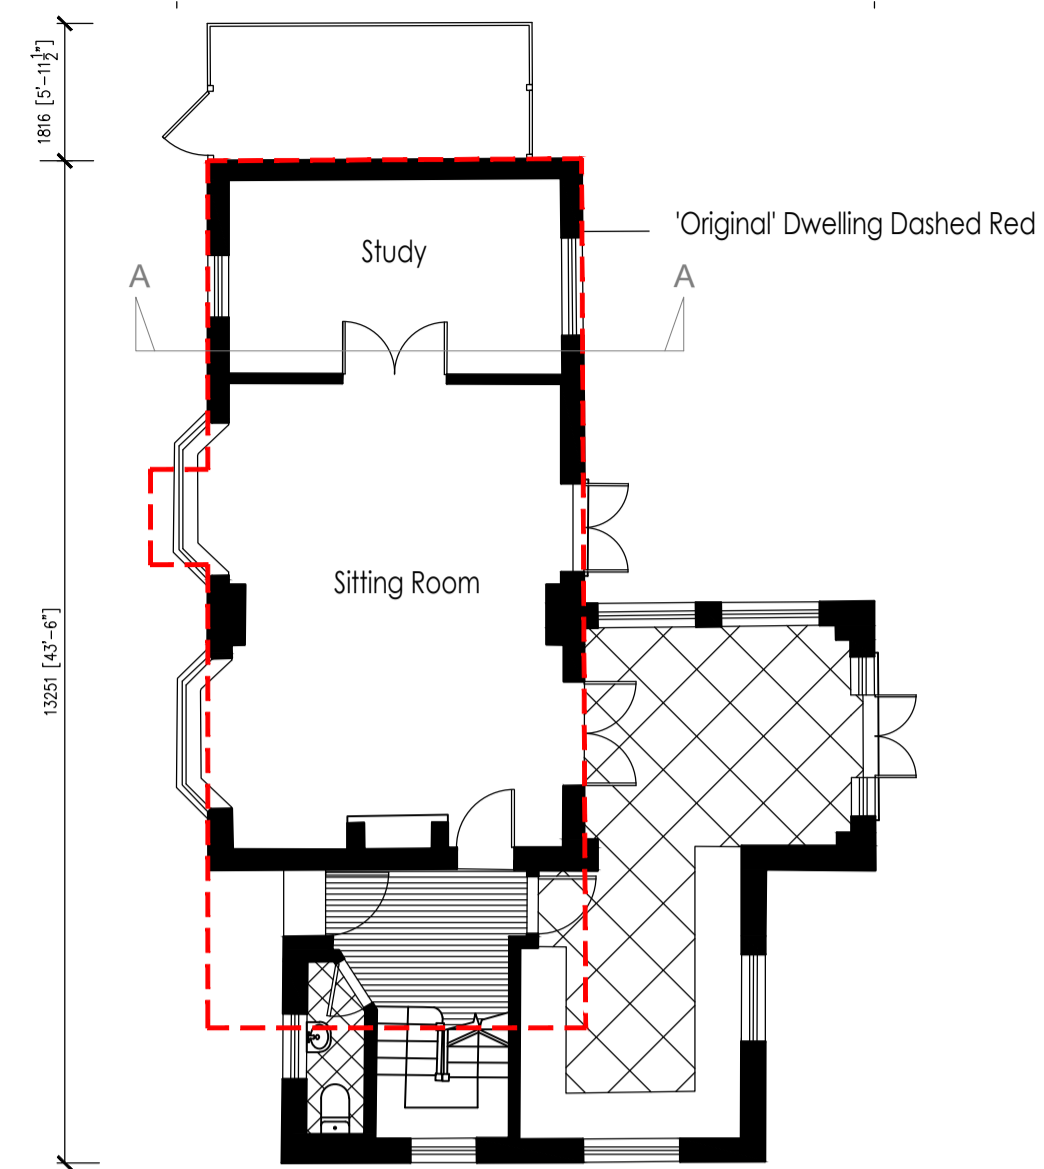 1816 [5'-11½"]
'Original' Dwelling Dashed Red
Study
A
A
Sitting Room
13251 [43'-6"]